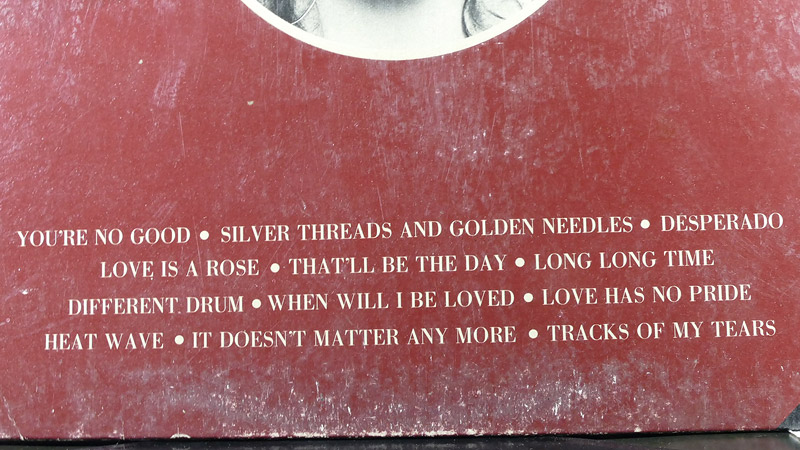 YOU'RE NO GOOD • SILVER THREADS AND GOLDEN NEEDLES • DESPERADO
LOVE IS A ROSE • THAT'LL BE THE DAY • LONG LONG TIME
DIFFERENT DRUM • WHEN WILL I BE LOVED • LOVE HAS NO PRIDE
HEAT WAVE • IT DOESN'T MATTER ANY MORE • TRACKS OF MY TEARS